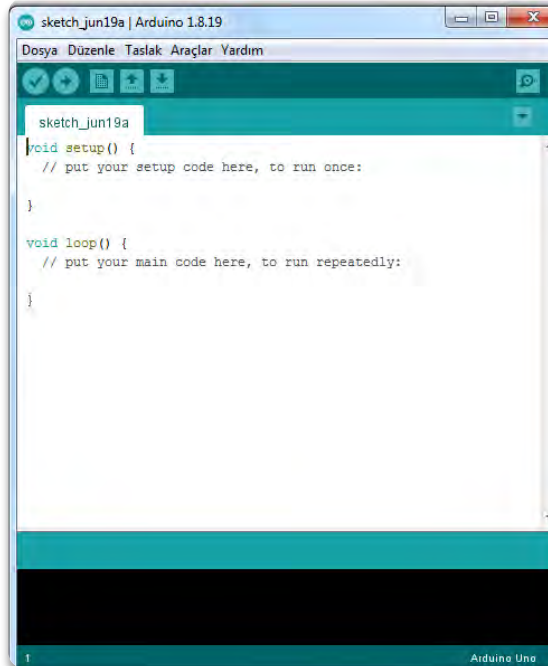 sketch_jun19a | Arduino 1.8.19
Dosya Düzenle Taslak Araçlar Yardım
sketch_jun19a
void setup() {
  // put your setup code here, to run once:
}
void loop() {
  // put your main code here, to run repeatedly:
}
1
Arduino Uno